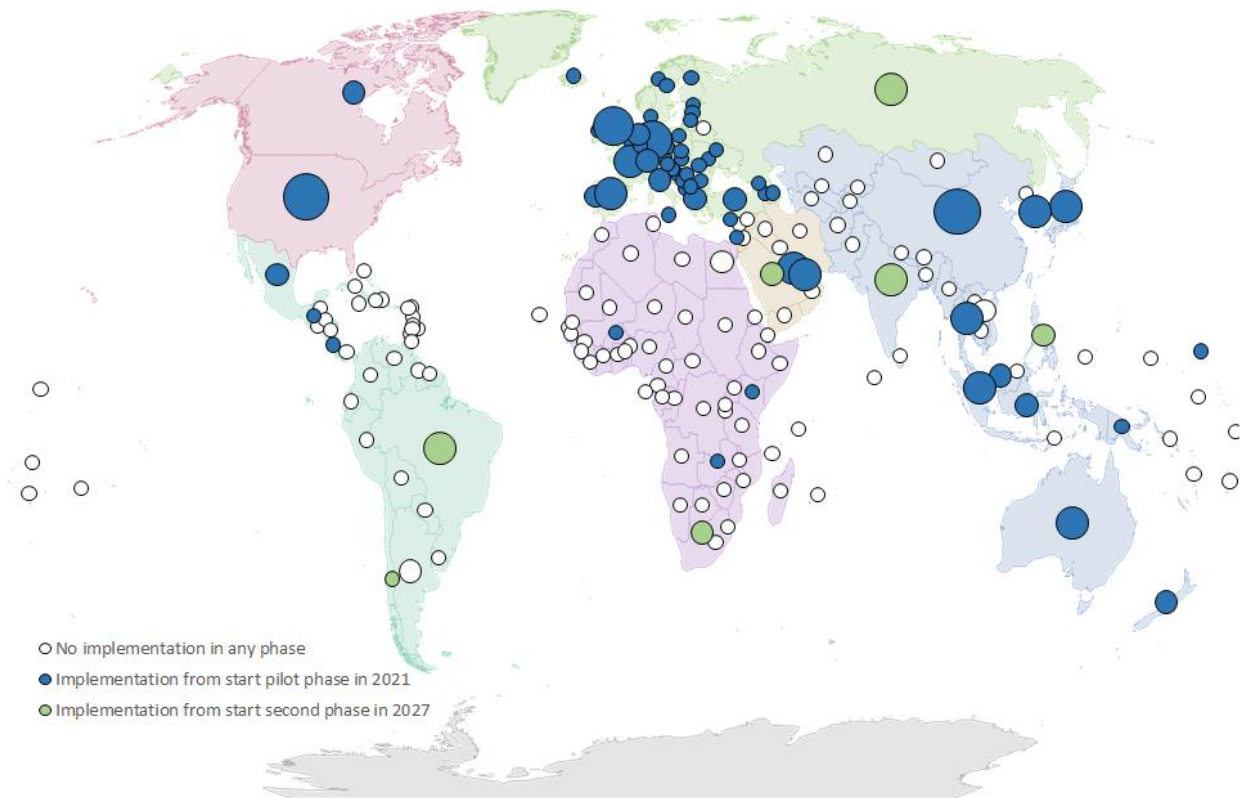 No implementation in any phase
Implementation from start pilot phase in 2021
Implementation from start second phase in 2027